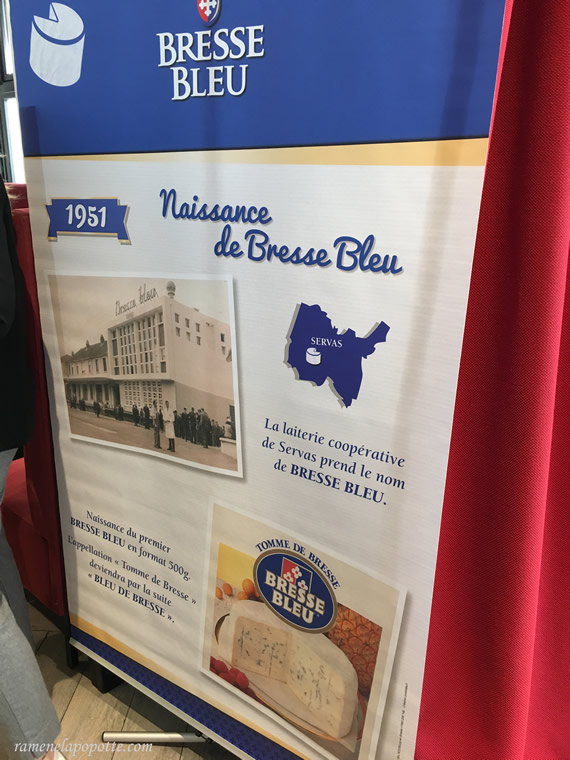 BRESSE
BLEU
1951
Naissance
de Bresse Bleu
Bresse bleu
SERVAS
La laiterie coopérative
de Servas prend le nom
de BRESSE BLEU.
Naissance du premier
BRESSE BLEU en format 500g.
L'appellation « Tomme de Bresse »
deviendra par la suite
« BLEU DE BRESSE ».
TOMME DE BRESSE
BRESSE
BLEU
ramenelapopotte.com